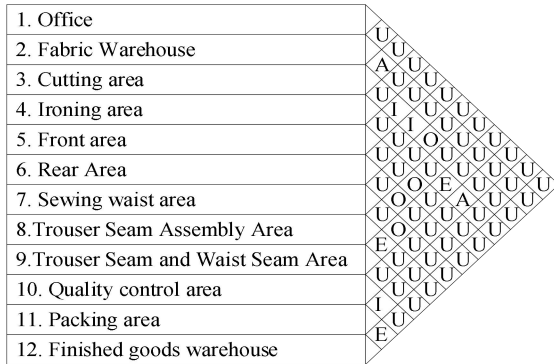 1. Office
2. Fabric Warehouse
3. Cutting area
4. Ironing area
5. Front area
6. Rear Area
7. Sewing waist area
8.Trouser Seam Assembly Area
9.Trouser Seam and Waist Seam Area
10. Quality control area
11. Packing area
12. Finished goods warehouse
U
U
A U
U U
U U U
I U U
U I U U
U O U U
U U U U U
U U U U U
U O E U U U
O U A U U
U U U U U
O U U U
E U U U
U U U
U U U
U U
I U
U
E